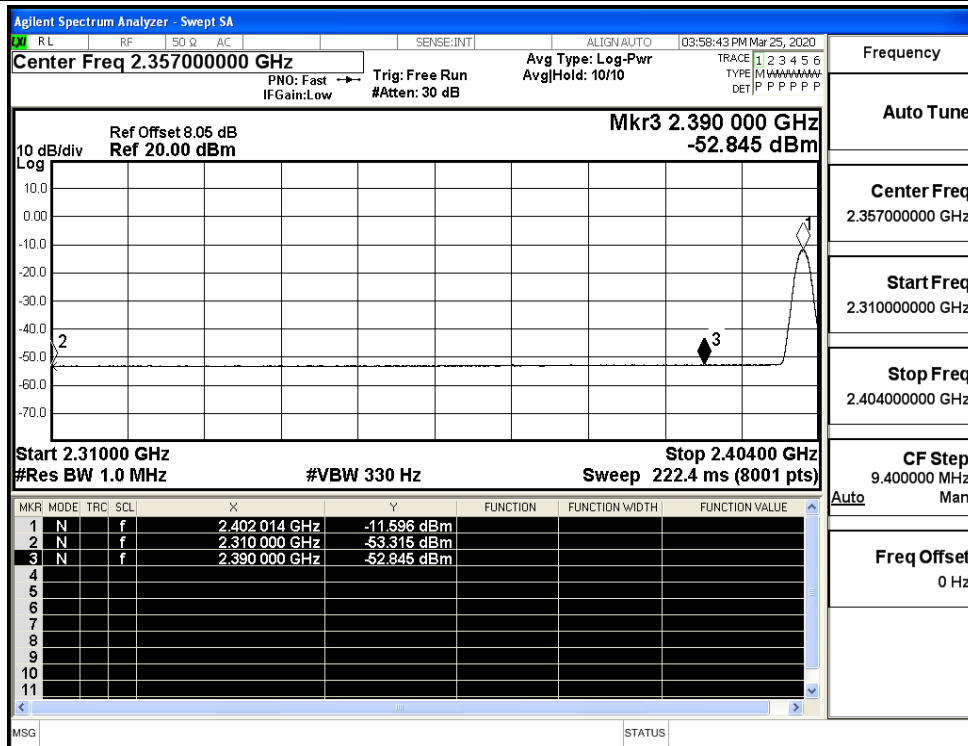 Agilent Spectrum Analyzer - Swept SA
LXI RL RF 50 Ω AC SENSE:INT ALIGN AUTO 03:58:43 PM Mar 25, 2020
Center Freq 2.357000000 GHz
PNO: Fast
IFGain:Low
Trig: Free Run
#Atten: 30 dB
Avg Type: Log-Pwr
Avg|Hold: 10/10
TRACE 1 2 3 4 5 6
TYPE M WWWWW
DET P P P P P P
Mkr3 2.390 000 GHz
-52.845 dBm
Ref Offset 8.05 dB
10 dB/div Ref 20.00 dBm
Log
10.0
0.00
-10.0
-20.0
-30.0
-40.0
-50.0
-60.0
-70.0
1
2
3
Start 2.31000 GHz Stop 2.40400 GHz
#Res BW 1.0 MHz #VBW 330 Hz Sweep 222.4 ms (8001 pts)
MKR MODE TRC SCL X Y FUNCTION FUNCTION WIDTH FUNCTION VALUE
1 N f 2.402 014 GHz -11.596 dBm
2 N f 2.310 000 GHz -53.315 dBm
3 N f 2.390 000 GHz -52.845 dBm
4
5
6
7
8
9
10
11
MSG STATUS
Frequency
Auto Tune
Center Freq
2.357000000 GHz
Start Freq
2.310000000 GHz
Stop Freq
2.404000000 GHz
CF Step
9.400000 MHz
Auto Man
Freq Offset
0 Hz